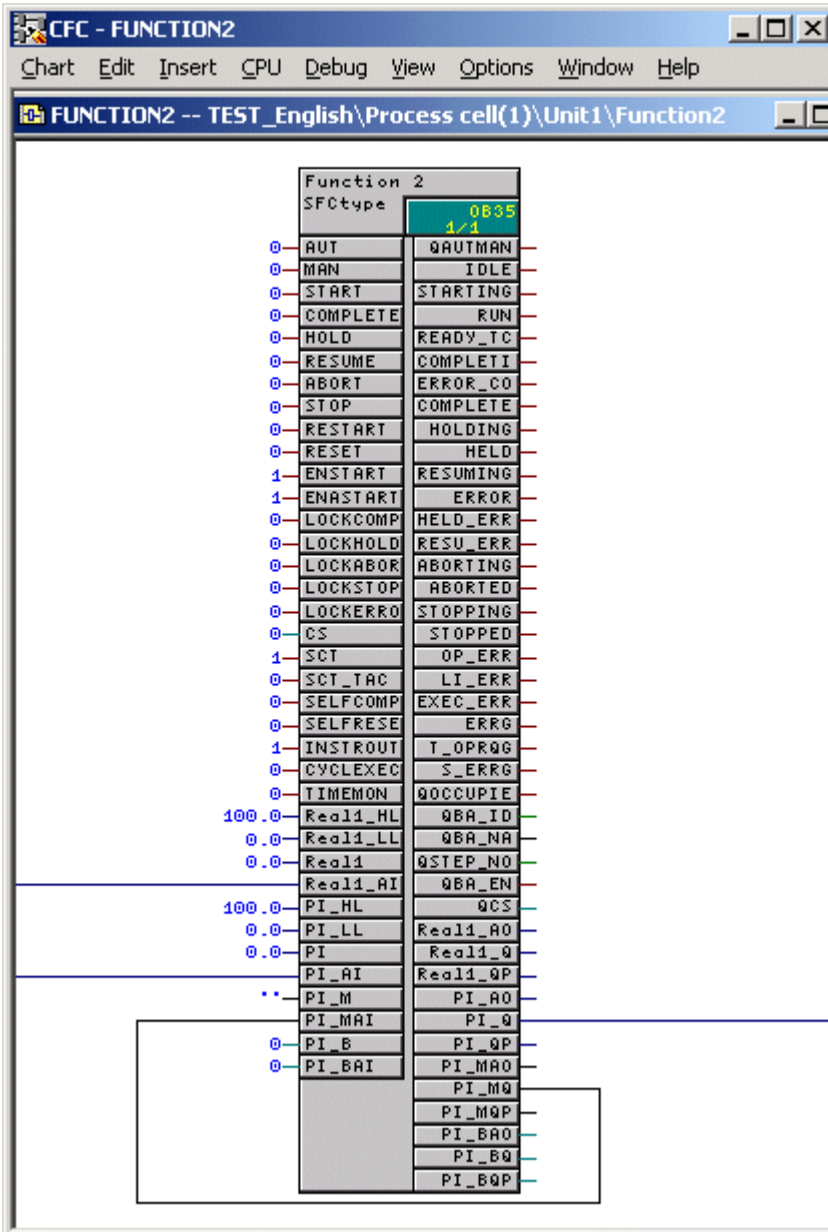 CFC - FUNCTION2
Chart Edit Insert CPU Debug View Options Window Help
FUNCTION2 -- TEST_English\Process cell(1)\Unit1\Function2
Function 2
SFCtype
OB35
1/1
0 AUT QAUTMAN
0 MAN IDLE
0 START STARTING
0 COMPLETE RUN
0 HOLD READY_TC
0 RESUME COMPLETI
0 ABORT ERROR_CO
0 STOP COMPLETE
0 RESTART HOLDING
0 RESET HELD
1 ENSTART RESUMING
1 ENASTART ERROR
0 LOCKCOMP HELD_ERR
0 LOCKHOLD RESU_ERR
0 LOCKABOR ABORTING
0 LOCKSTOP ABORTED
0 LOCKERRO STOPPING
0 CS STOPPED
1 SCT OP_ERR
0 SCT_TAC LI_ERR
0 SELFCOMP EXEC_ERR
0 SELFRESE ERRG
1 INSTROUT T_OPRQG
0 CYCLEXEC S_ERRG
0 TIMEMON QOCCUPIE
100.0 Real1_HL QBA_ID
0.0 Real1_LL QBA_NA
0.0 Real1 QSTEP_NO
Real1_AI QBA_EN
100.0 PI_HL QCS
0.0 PI_LL Real1_AO
0.0 PI Real1_Q
PI_AI Real1_QP
'' PI_M PI_AO
PI_MAI PI_Q
0 PI_B PI_QP
0 PI_BAI PI_MAO
PI_MQ
PI_MQP
PI_BAO
PI_BQ
PI_BQP